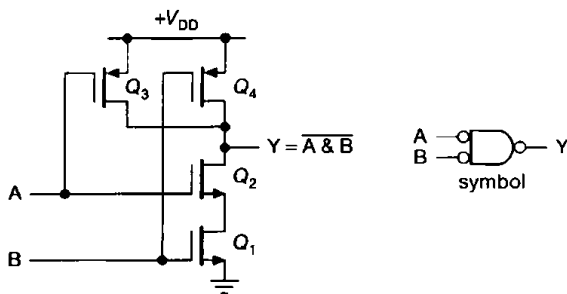 +V_DD
Q_3
Q_4
Y = \overline{A & B}
Q_2
A
Q_1
B
A
B
Y
symbol